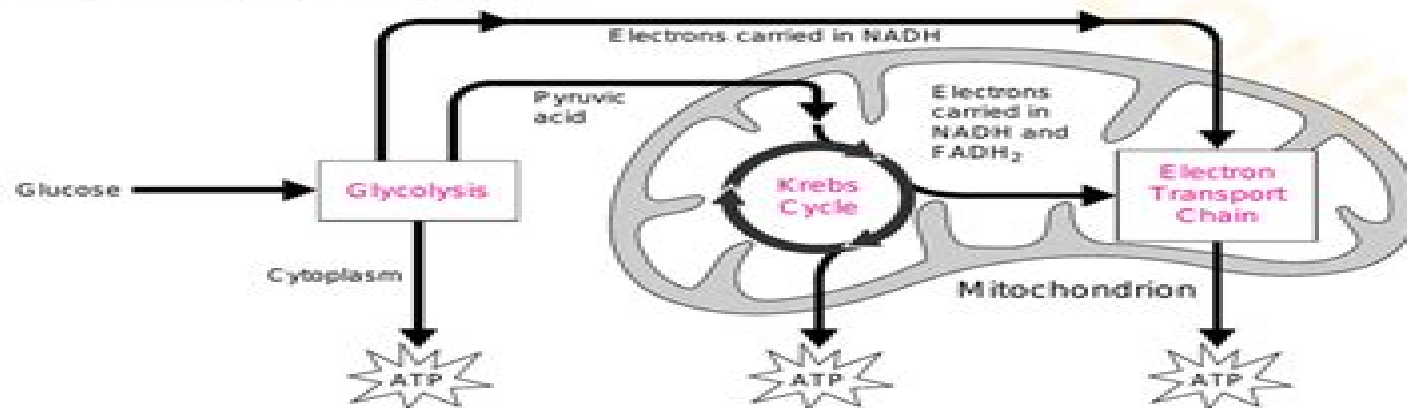 Electrons carried in NADH
Pyruvic
acid
Electrons
carried in
NADH and
FADH₂
Glucose
Glycolysis
Krebs
Cycle
Electron
Transport
Chain
Cytoplasm
Mitochondrion
ATP
ATP
ATP